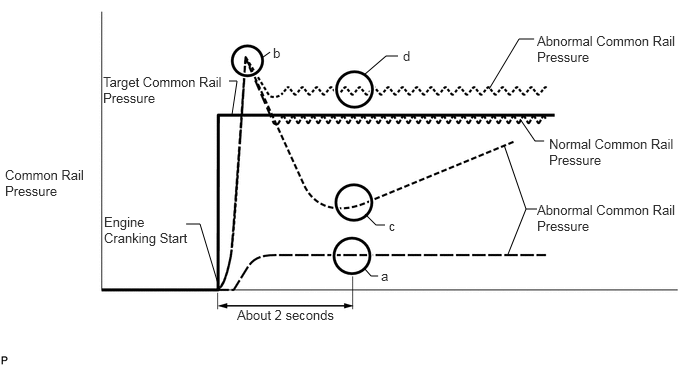 b
d
Abnormal Common Rail
Pressure
Target Common Rail
Pressure
Normal Common Rail
Pressure
Common Rail
Pressure
c
Abnormal Common Rail
Pressure
Engine
Cranking Start
a
About 2 seconds
P